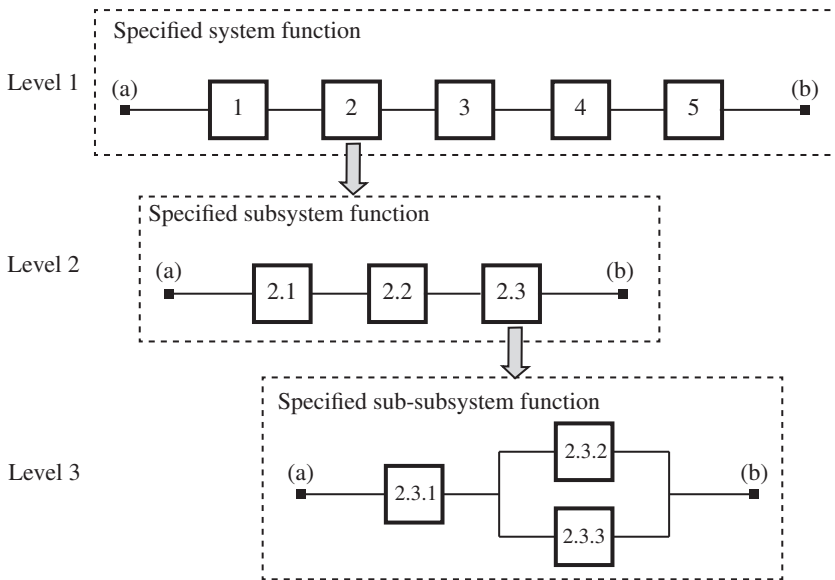 Specified system function
Level 1
(a)
1
2
3
4
5
(b)
Specified subsystem function
Level 2
(a)
2.1
2.2
2.3
(b)
Specified sub-subsystem function
Level 3
(a)
2.3.1
2.3.2
2.3.3
(b)